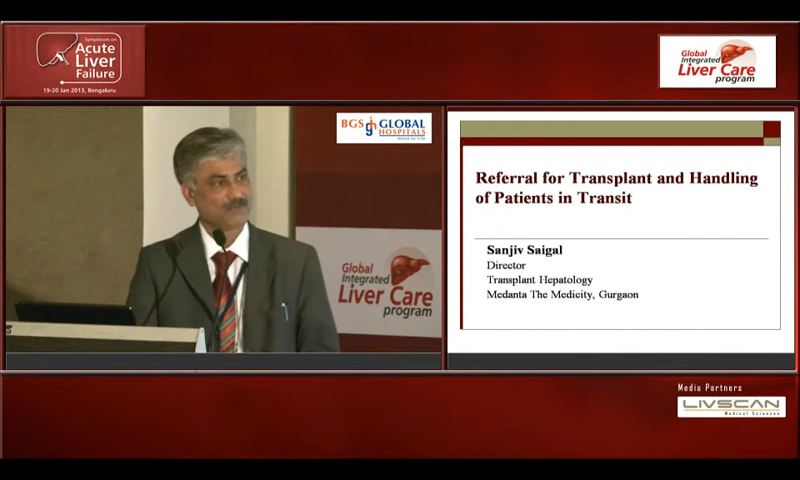 Symposium on
Acute
Liver
Failure
19-20 Jan 2013, Bengaluru
Global
Integrated
Liver Care
program
BGS GLOBAL
HOSPITALS
Global
Integrated
Liver Care
program
Referral for Transplant and Handling
of Patients in Transit
Sanjiv Saigal
Director
Transplant Hepatology
Medanta The Medicity, Gurgaon
Media Partners
LIVSCAN
Medical Sciences